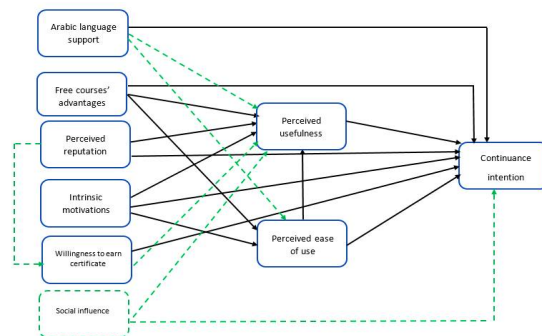 Arabic language
support
Free courses'
advantages
Perceived
reputation
Intrinsic
motivations
Willingness to earn
certificate
Social influence
Perceived
usefulness
Perceived ease
of use
Continuance
intention